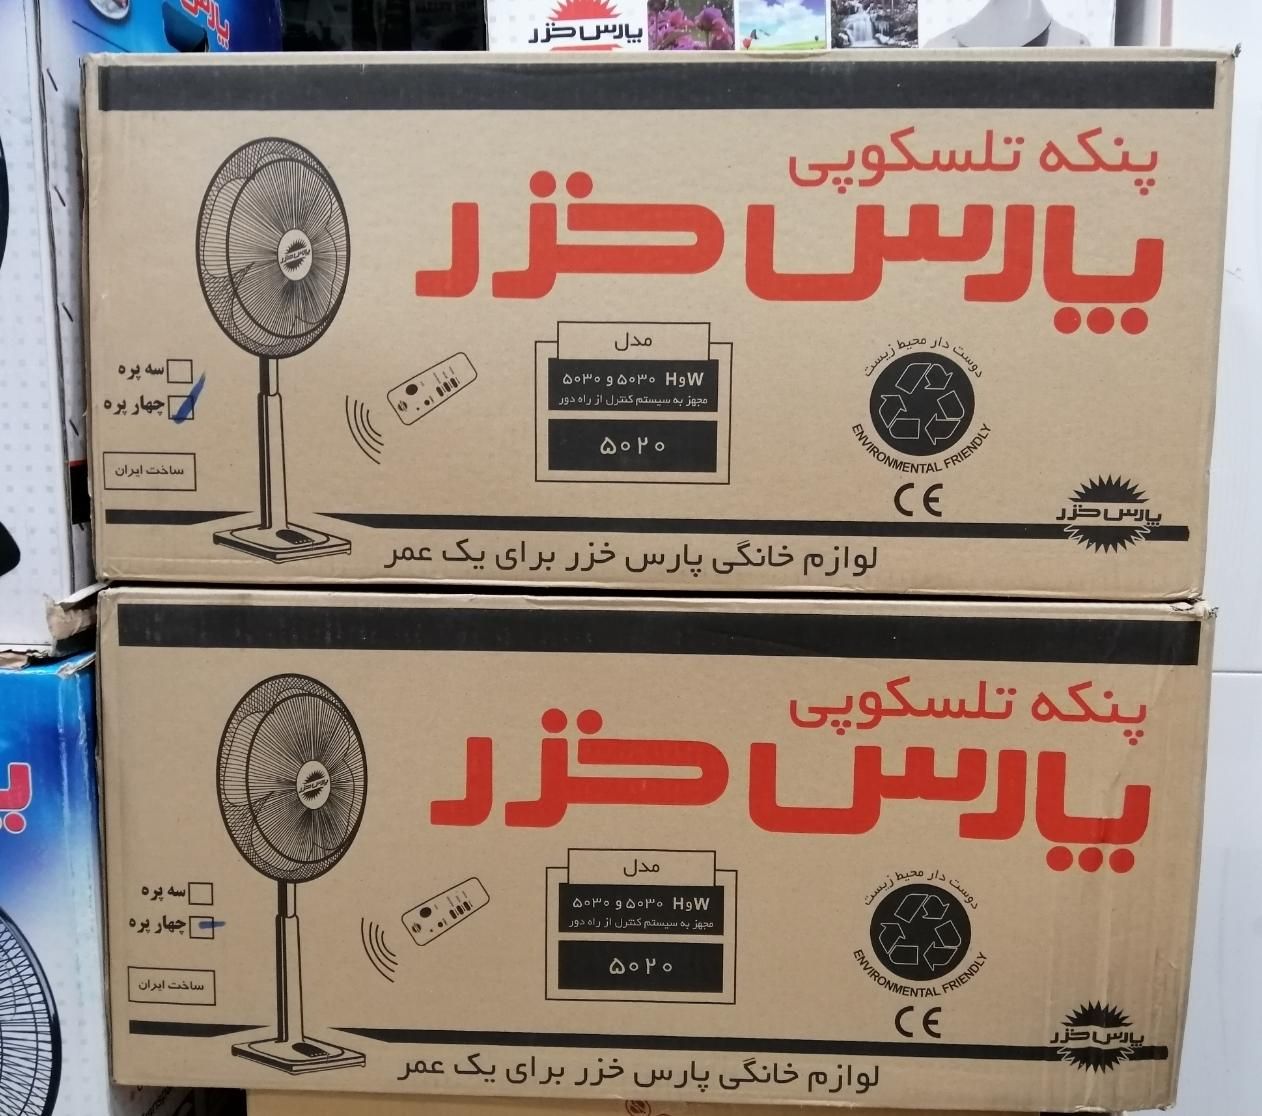 پارس خزر
پنکه تلسکوپی
پارس خزر
سه پره
چهار پره
ساخت ایران
مدل
۵۰۳۰ و ۵۰۳۰ HوW
مجهز به سیستم کنترل از راه دور
۵۰۲۰
دوست دار محیط زیست
ENVIRONMENTAL FRIENDLY
CE
پارس خزر
لوازم خانگی پارس خزر برای یک عمر
پنکه تلسکوپی
پارس خزر
سه پره
چهار پره
ساخت ایران
مدل
۵۰۳۰ و ۵۰۳۰ HوW
مجهز به سیستم کنترل از راه دور
۵۰۲۰
دوست دار محیط زیست
ENVIRONMENTAL FRIENDLY
CE
پارس خزر
لوازم خانگی پارس خزر برای یک عمر